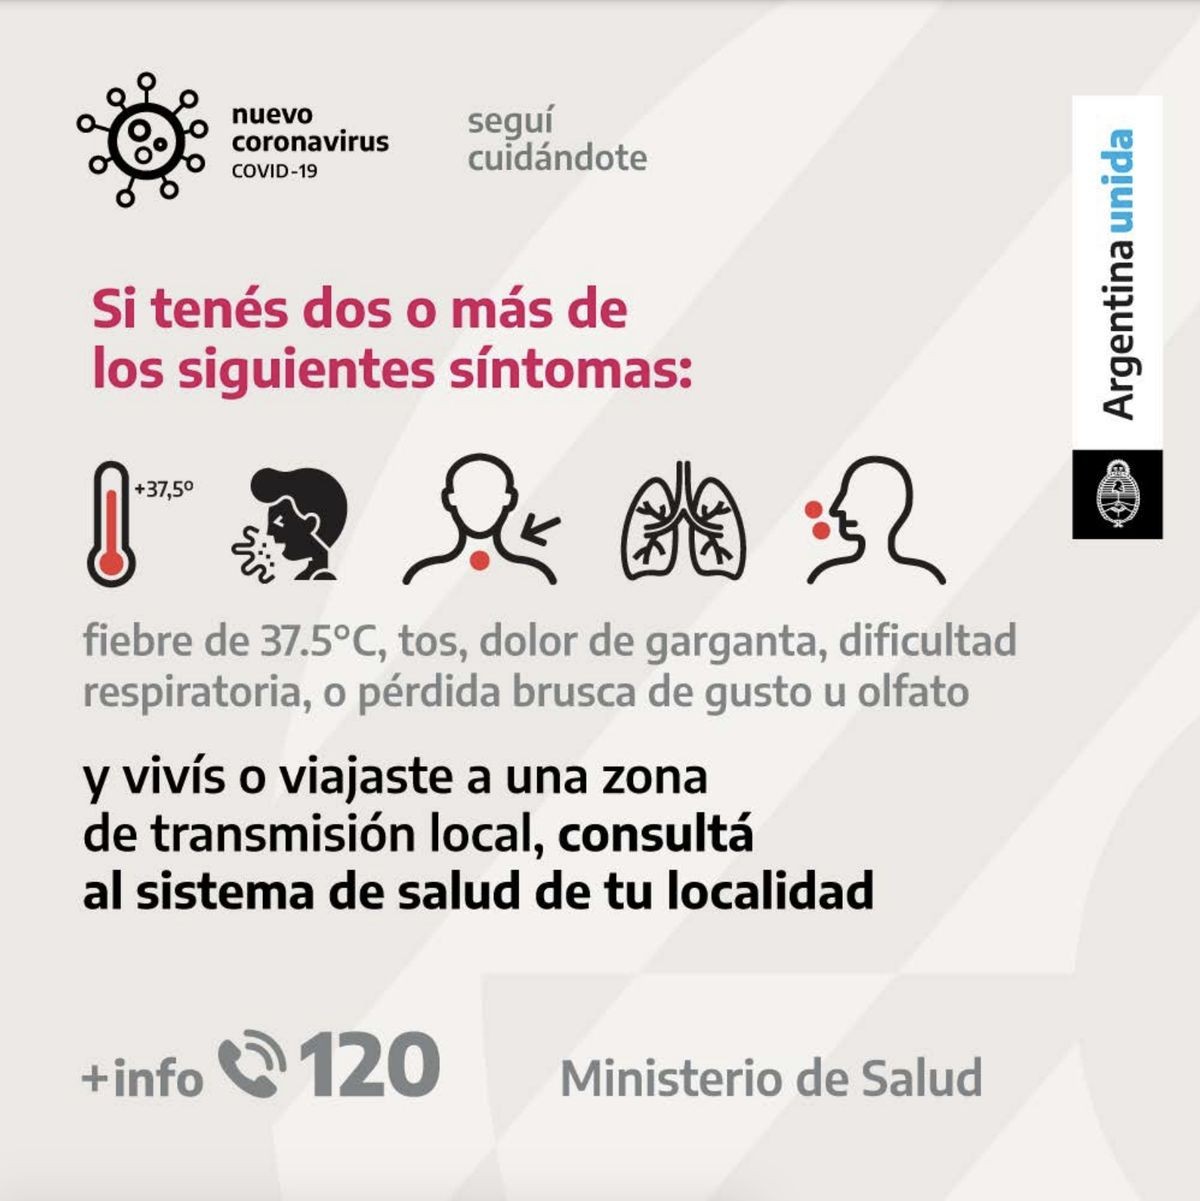 nuevo
coronavirus
COVID-19
seguí
cuidándote
Argentina unida
Si tenés dos o más de
los siguientes síntomas:
+37,5º
fiebre de 37.5°C, tos, dolor de garganta, dificultad
respiratoria, o pérdida brusca de gusto u olfato
y vivís o viajaste a una zona
de transmisión local, consultá
al sistema de salud de tu localidad
+info 120
Ministerio de Salud